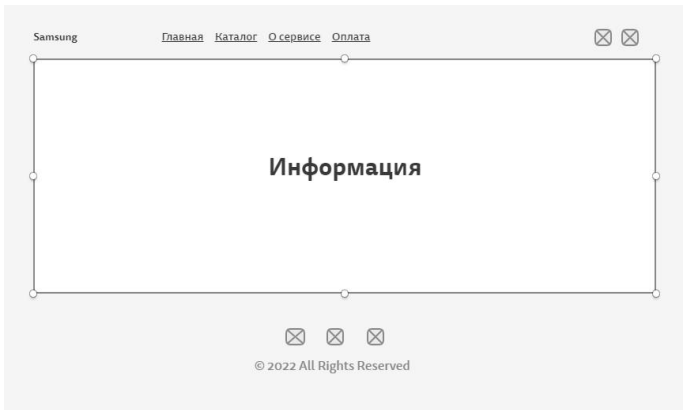 Samsung Главная Каталог О сервисе Оплата
Информация
© 2022 All Rights Reserved